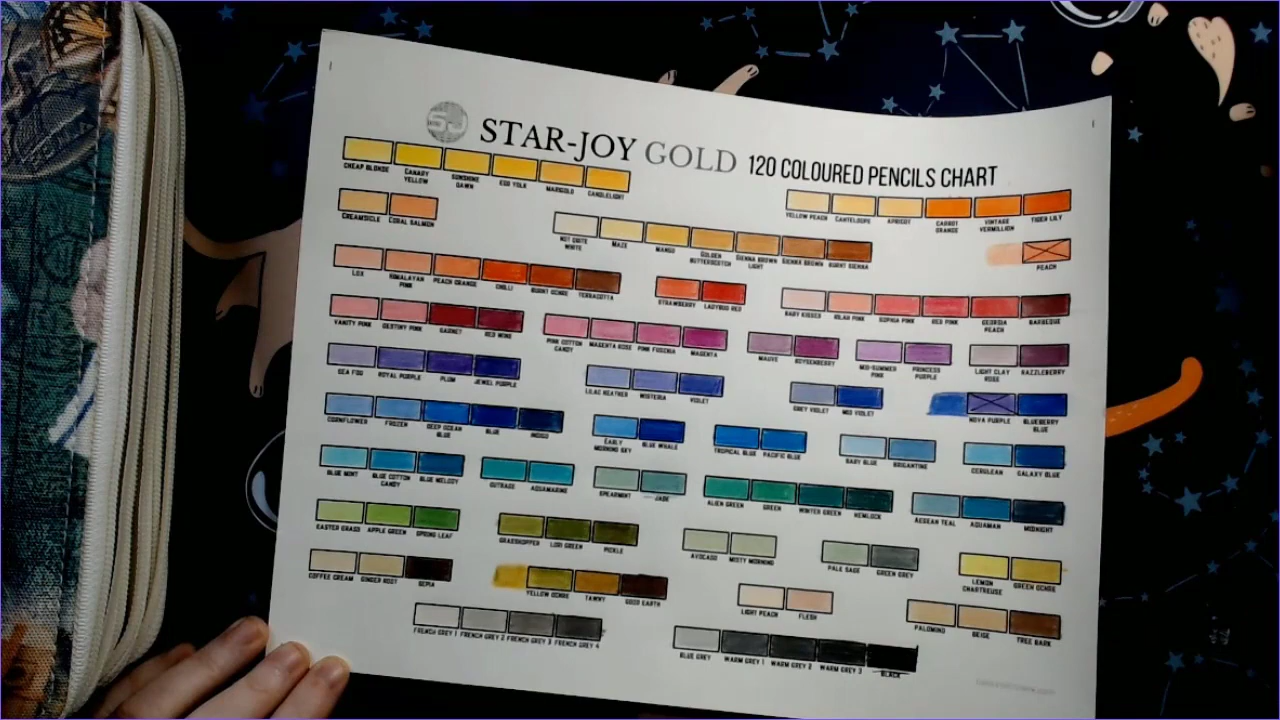 SJ STAR-JOY GOLD 120 COLOURED PENCILS CHART
CHEAP BLONDE CANARY YELLOW SUNSHINE DAWN EGG YOLK MARIGOLD CANDLELIGHT
YELLOW PEACH CANTELOUPE APRICOT CARROT ORANGE VINTAGE VERMILLION TIGER LILY
CREAMSICLE CORAL SALMON
NOT QUITE WHITE MAIZE MANGO GOLDEN BUTTERSCOTCH SIENNA BROWN LIGHT SIENNA BROWN BURNT SIENNA
PEACH
LOX HIMALAYAN PINK PEACH ORANGE CHILLI BURNT OCHRE TERRACOTTA
STRAWBERRY LADYBUG RED
BABY KISSES BLAH PINK SOPHIA PINK RED PINK GEORGIA PEACH BARBEQUE
VANITY PINK DESTINY PINK GARNET RED WINE
PINK COTTON CANDY MAGENTA ROSE PINK FUCHSIA MAGENTA
MAUVE BOYSENBERRY
MID-SUMMER PINK PRINCESS PURPLE
LIGHT CLAY ROSE RAZZLEBERRY
SEA FOG ROYAL PURPLE PLUM JEWEL PURPLE
LILAC HEATHER WISTERIA VIOLET
GREY VIOLET MID VIOLET
NOVA PURPLE BLUEBERRY BLUE
CORNFLOWER FROZEN DEEP OCEAN BLUE BLUE INDIGO
EARLY MORNING SKY BLUE WHALE
TROPICAL BLUE PACIFIC BLUE
BABY BLUE BRIGANTINE
CERULEAN GALAXY BLUE
BLUE MINT BLUE COTTON CANDY BLUE MELODY
OUTRAGE AQUAMARINE
SPEARMINT JADE
ALIEN GREEN GREEN WINTER GREEN HEMLOCK
AEGEAN TEAL AQUAMAN MIDNIGHT
EASTER GRASS APPLE GREEN SPRING LEAF
GRASSHOPPER LORI GREEN PICKLE
AVOCADO MISTY MORNING
PALE SAGE GREEN GREY
LEMON CHARTREUSE GREEN OCHRE
COFFEE CREAM GINGER ROOT SEPIA
YELLOW OCHRE TAWNY GOOD EARTH
LIGHT PEACH FLESH
PALOMINO BEIGE TREE BARK
FRENCH GREY 1 FRENCH GREY 2 FRENCH GREY 3 FRENCH GREY 4
BLUE GREY WARM GREY 1 WARM GREY 2 WARM GREY 3 BLACK